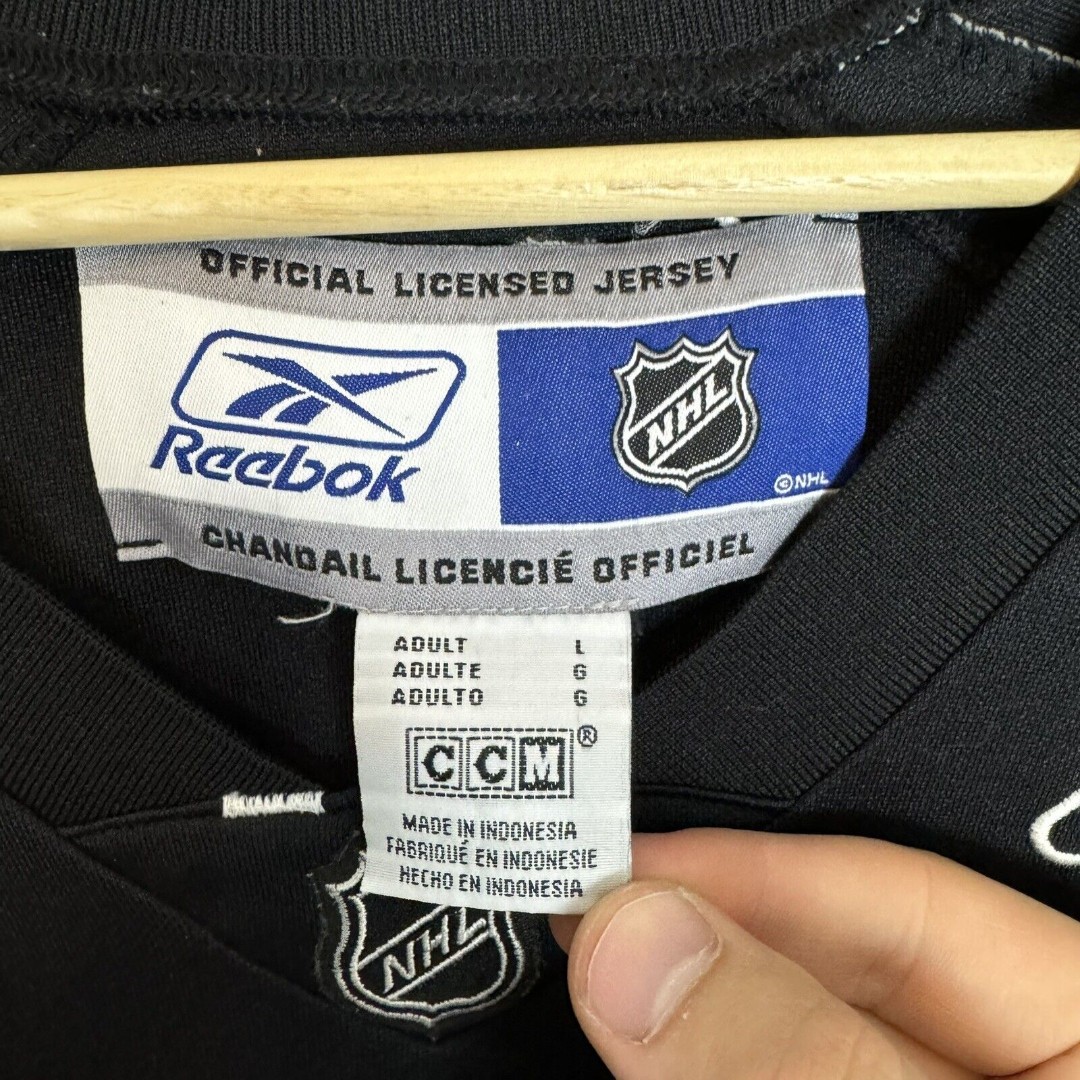 OFFICIAL LICENSED JERSEY
Reebok
NHL
©NHL
CHANDAIL LICENCIÉ OFFICIEL
ADULT L
ADULTE G
ADULTO G
CCM®
MADE IN INDONESIA
FABRIQUÉ EN INDONESIE
HECHO EN INDONESIA
NHL